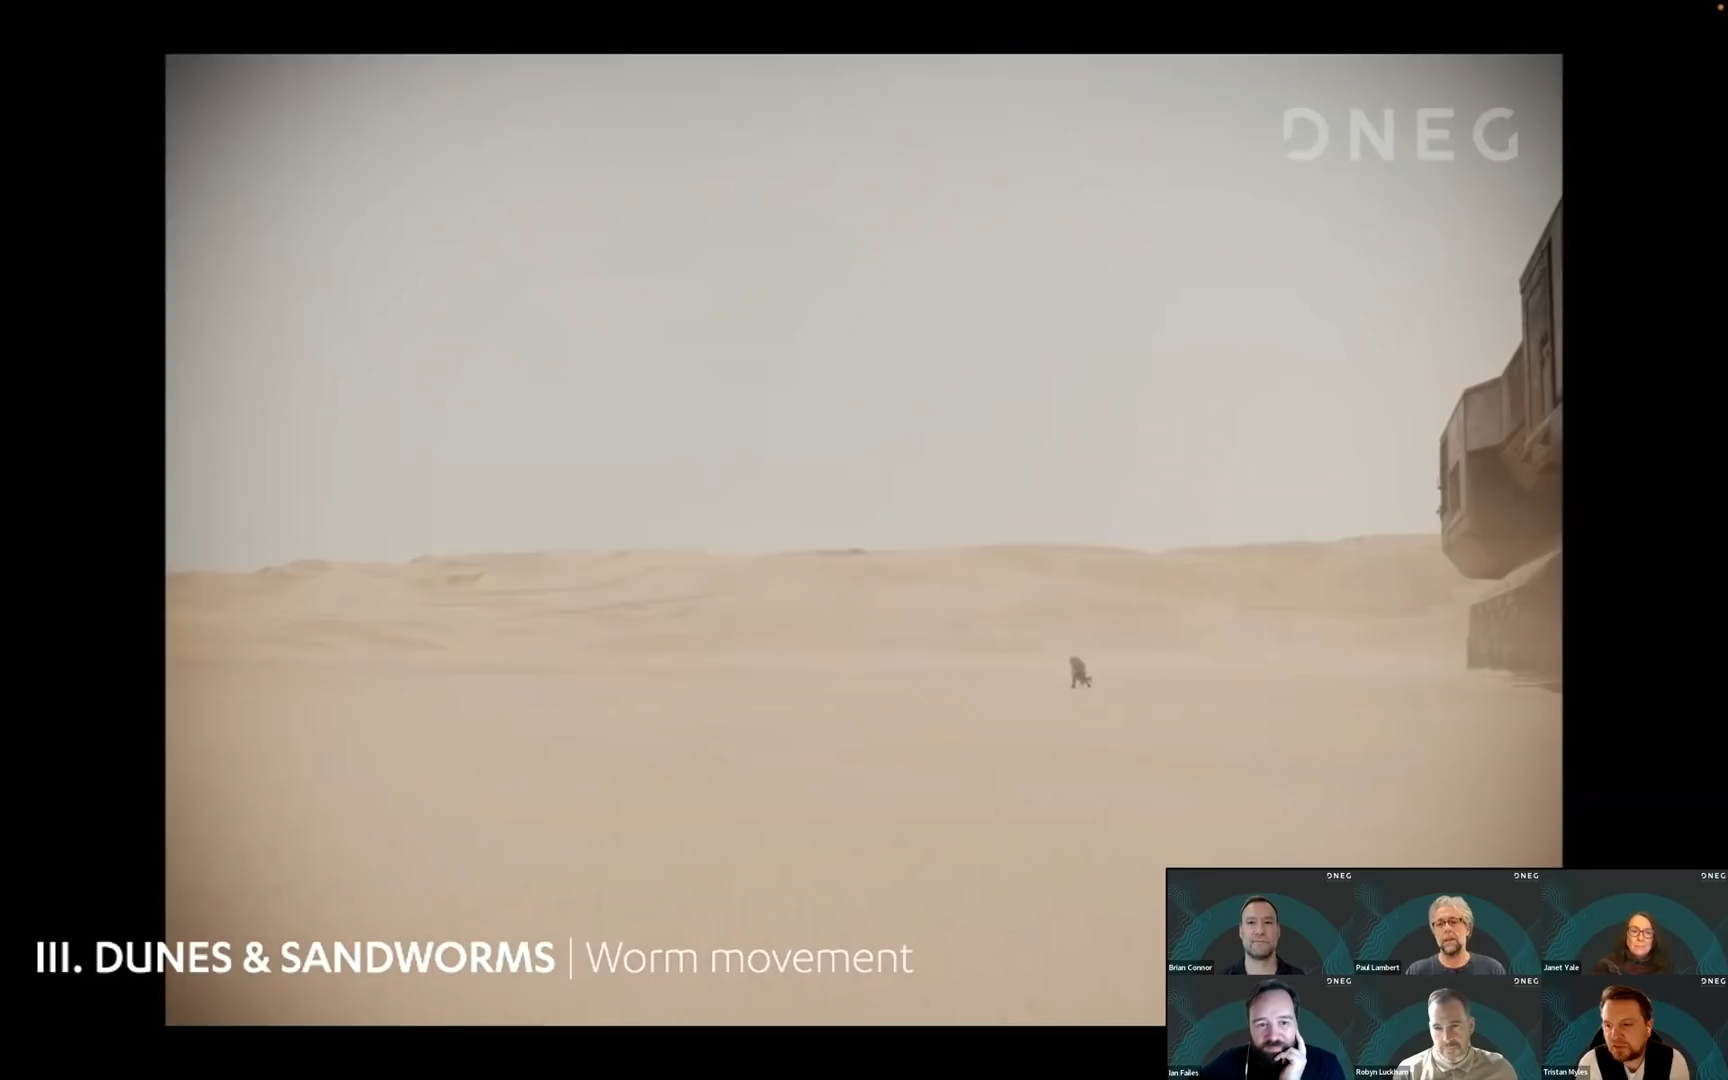 DNEG
III. DUNES & SANDWORMS | Worm movement
DNEG
DNEG
DNEG
Brian Connor
Paul Lambert
Janet Yale
DNEG
DNEG
DNEG
Ian Failes
Robyn Luckham
Tristan Myles